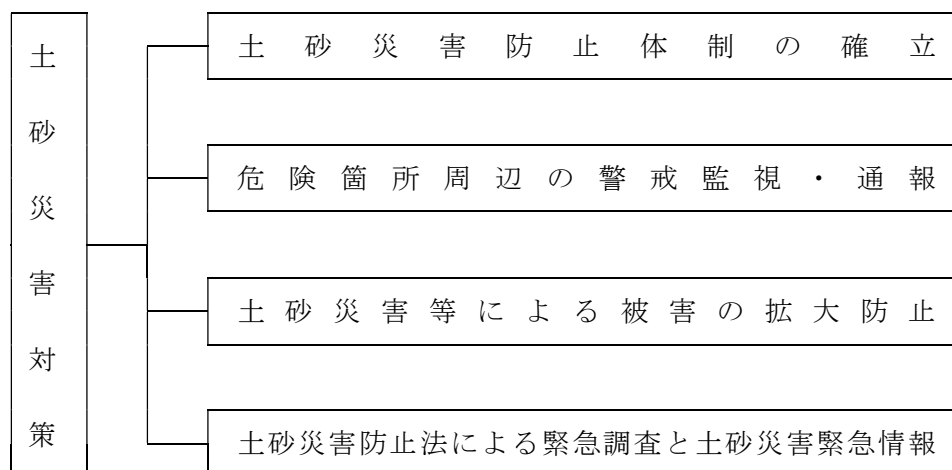 土砂災害対策
土砂災害防止体制の確立
危険箇所周辺の警戒監視・通報
土砂災害等による被害の拡大防止
土砂災害防止法による緊急調査と土砂災害緊急情報